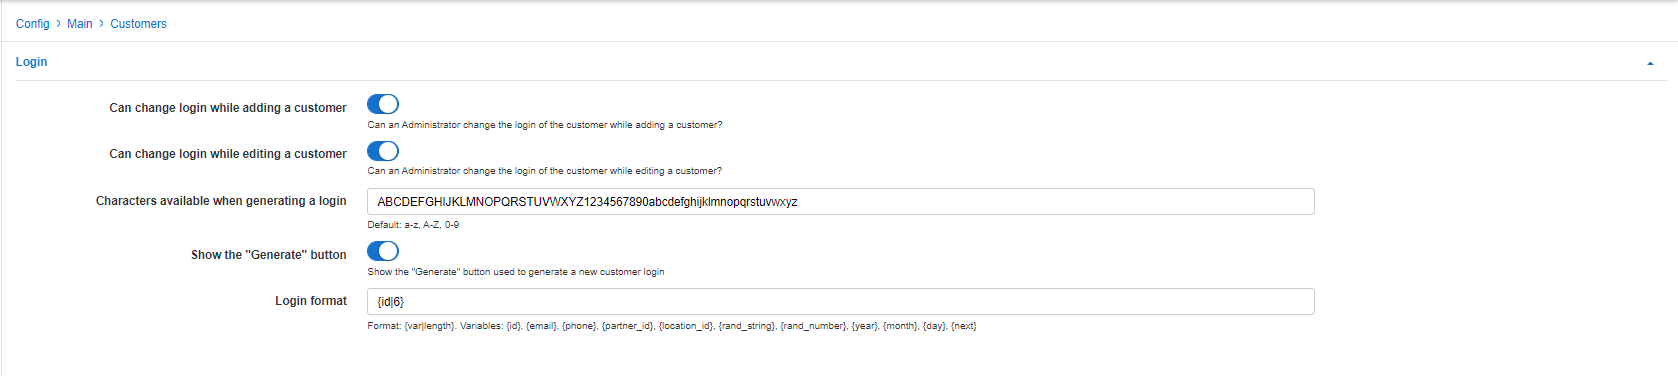 Config > Main > Customers
Login
Can change login while adding a customer
Can an Administrator change the login of the customer while adding a customer?
Can change login while editing a customer
Can an Administrator change the login of the customer while editing a customer?
Characters available when generating a login
ABCDEFGHIJKLMNOPQRSTUVWXYZ1234567890abcdefghijklmnopqrstuvwxyz
Default: a-z, A-Z, 0-9
Show the "Generate" button
Show the "Generate" button used to generate a new customer login
Login format
{id|6}
Format: {var|length}. Variables: {id}, {email}, {phone}, {partner_id}, {location_id}, {rand_string}, {rand_number}, {year}, {month}, {day}, {next}